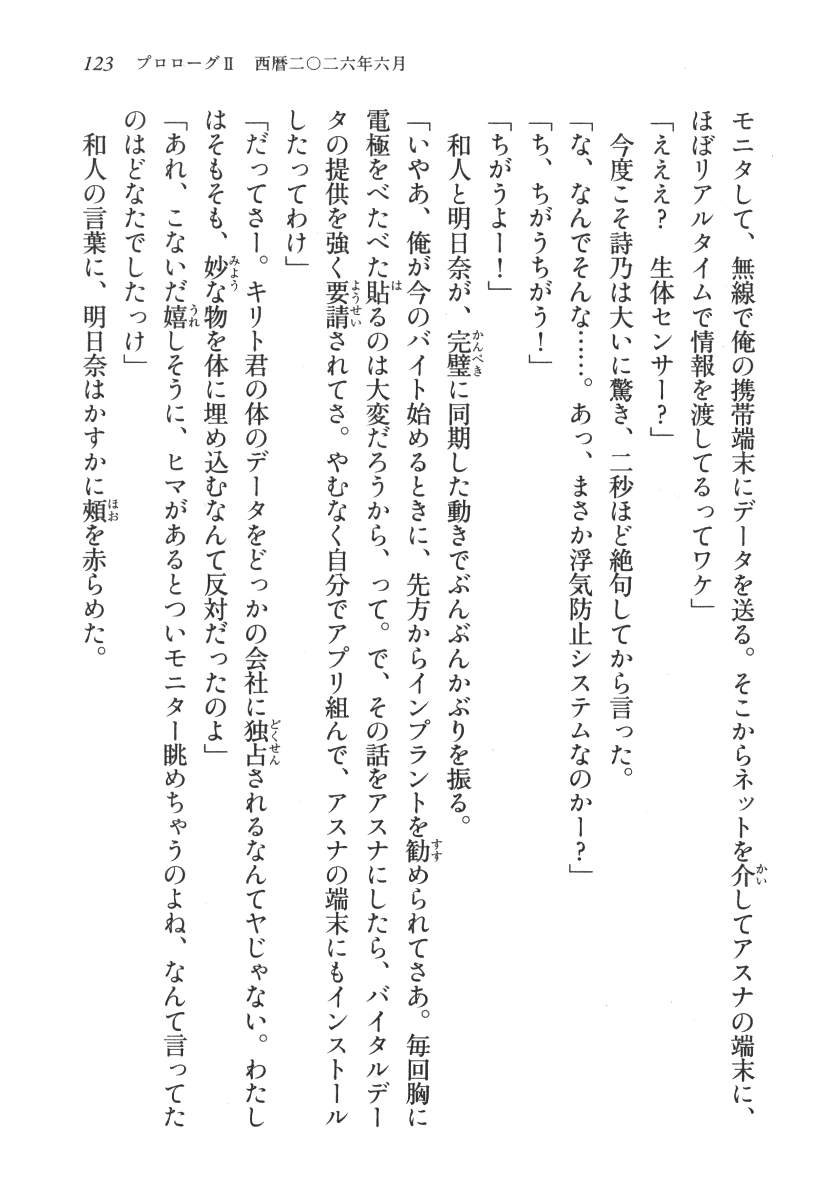 123 プロローグⅡ 西暦二〇二六年六月
モニタして、無線で俺の携帯端末にデータを送る。そこからネットを介してアスナの端末に、
ほぼリアルタイムで情報を渡してるってワケ」
「えええ？　生体センサー？」
　今度こそ詩乃は大いに驚き、二秒ほど絶句してから言った。
「な、なんでそんな……。あっ、まさか浮気防止システムなのかー？」
「ち、ちがうちがう！」
「ちがうよー！」
　和人と明日奈が、完璧に同期した動きでぶんぶんかぶりを振る。
「いやあ、俺が今のバイト始めるときに、先方からインプラントを勧められてさあ。毎回胸に
電極をべたべた貼るのは大変だろうから、って。で、その話をアスナにしたら、バイタルデー
タの提供を強く要請されてさ。やむなく自分でアプリ組んで、アスナの端末にもインストール
したってわけ」
「だってさー。キリト君の体のデータをどっかの会社に独占されるなんてヤじゃない。わたし
はそもそも、妙な物を体に埋め込むなんて反対だったのよ」
「あれ、こないだ嬉しそうに、ヒマがあるとついモニター眺めちゃうのよね、なんて言ってた
のはどなたでしたっけ」
　和人の言葉に、明日奈はかすかに頰を赤らめた。